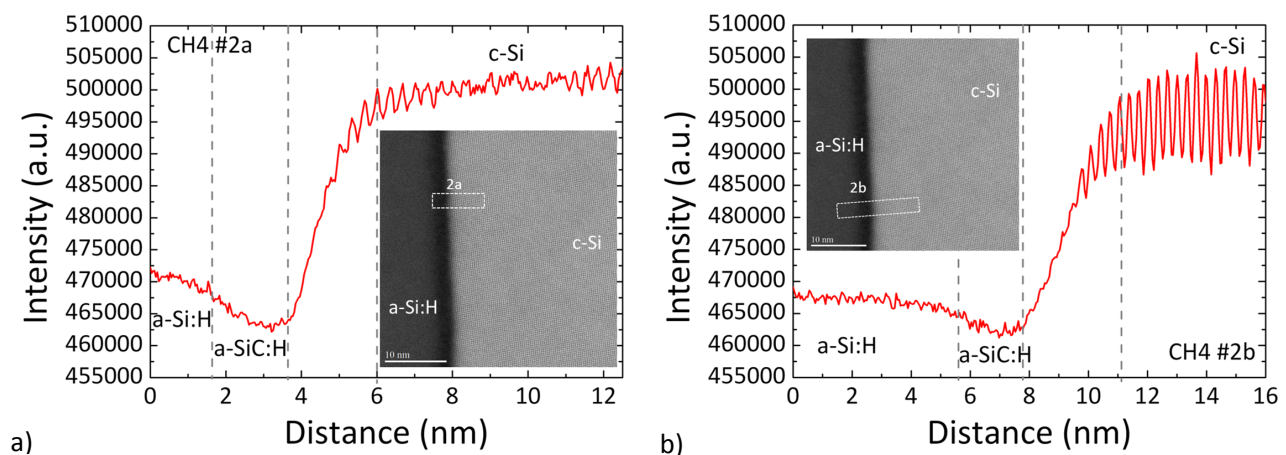 CH4 #2a
c-Si
510000
505000
500000
495000
490000
485000
480000
475000
470000
465000
460000
455000
Intensity (a.u.)
a-Si:H
a-SiC:H
2a
c-Si
a-Si:H
10 nm
0 2 4 6 8 10 12
Distance (nm)
a)
c-Si
510000
505000
500000
495000
490000
485000
480000
475000
470000
465000
460000
455000
Intensity (a.u.)
c-Si
a-Si:H
2b
10 nm
a-Si:H
a-SiC:H
CH4 #2b
0 2 4 6 8 10 12 14 16
Distance (nm)
b)